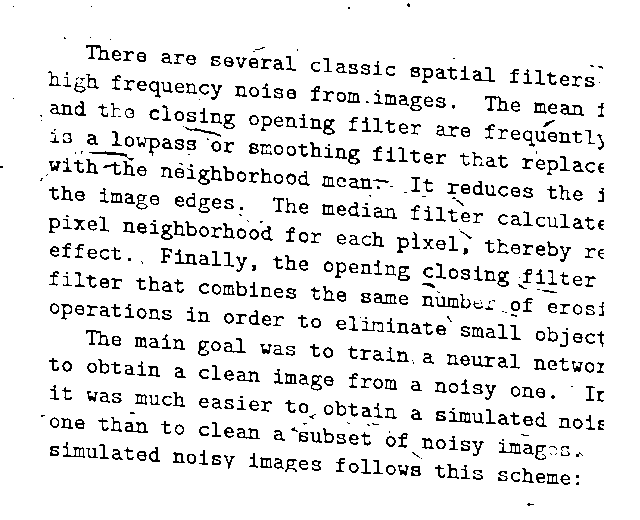 There are several classic spatial filters
high frequency noise from images. The mean f
and the closing opening filter are frequently
is a lowpass or smoothing filter that replace
with the neighborhood mean. It reduces the i
the image edges. The median filter calculate
pixel neighborhood for each pixel, thereby re
effect. Finally, the opening closing filter
filter that combines the same number of erosi
operations in order to eliminate small object
The main goal was to train a neural networ
to obtain a clean image from a noisy one. In
it was much easier to obtain a simulated nois
one than to clean a subset of noisy images.
simulated noisy images follows this scheme: